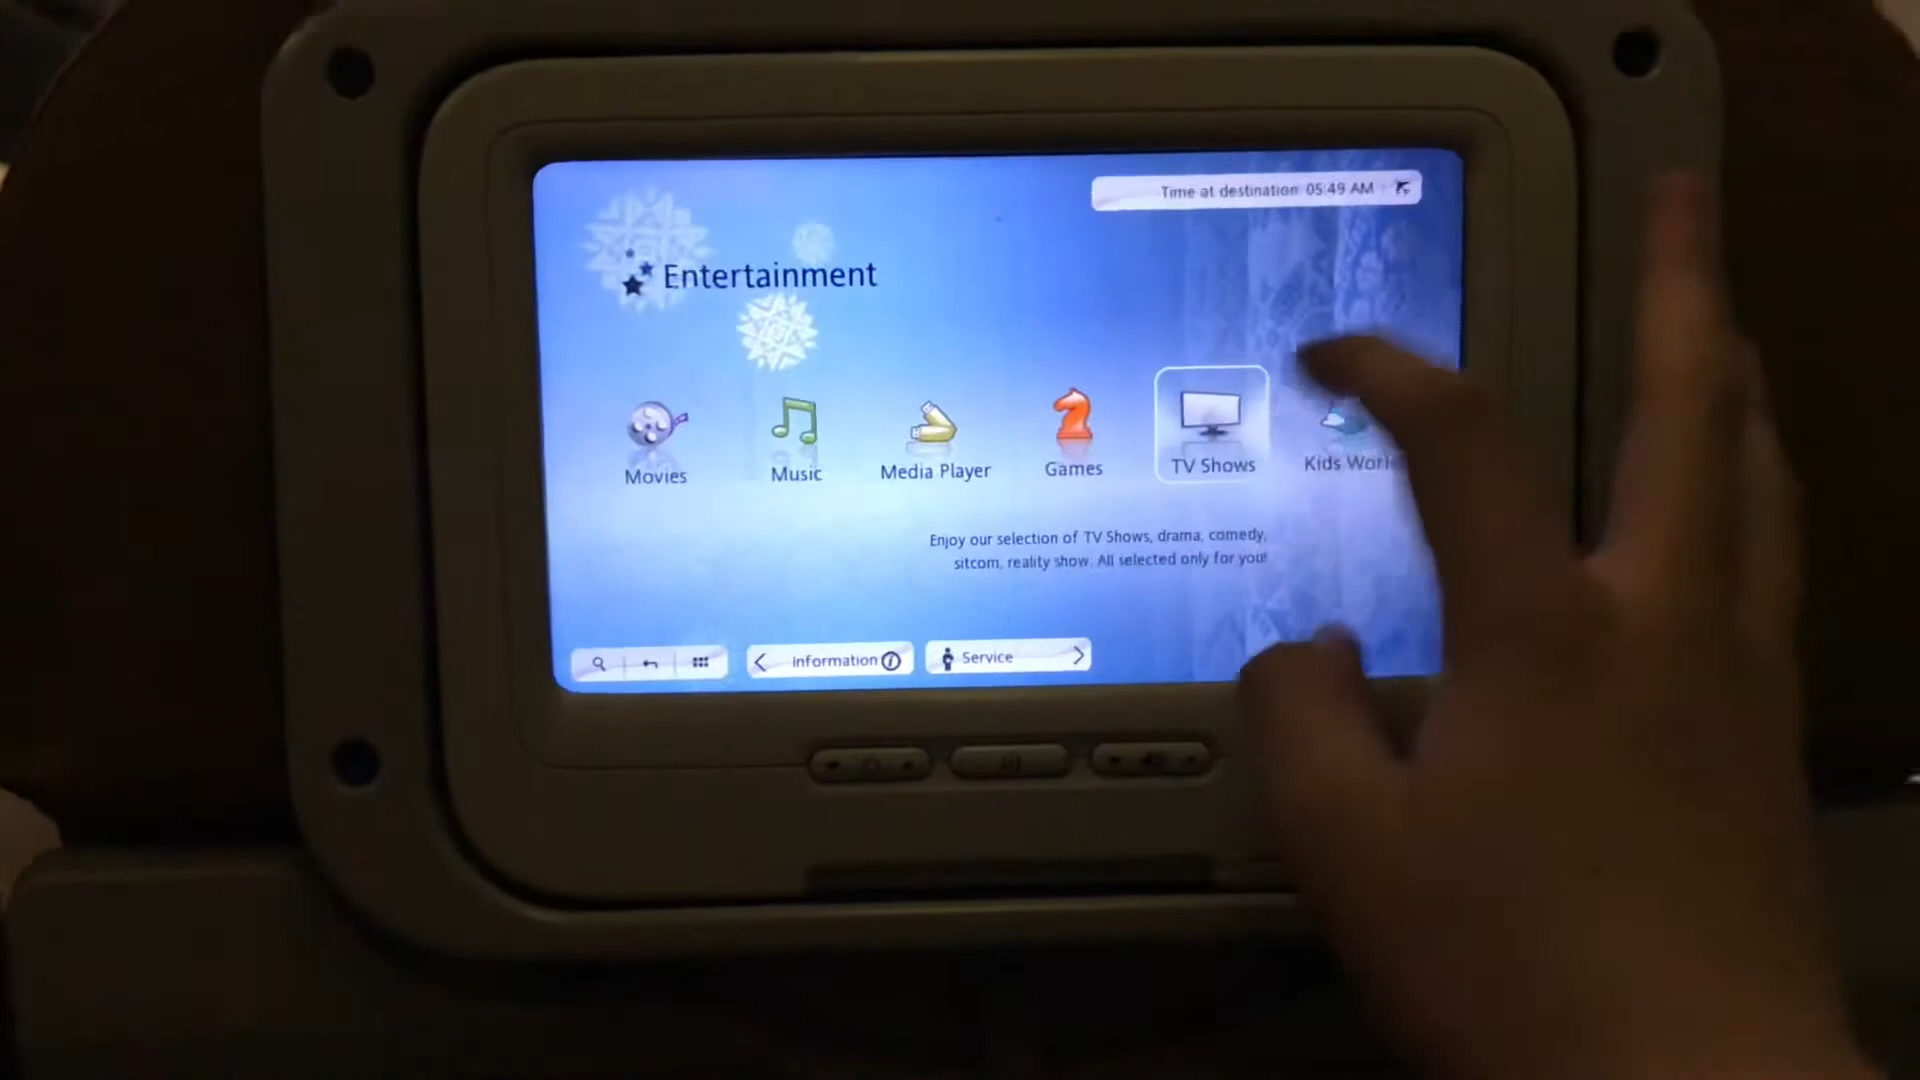 Time at destination 05:49 AM
Entertainment
Movies
Music
Media Player
Games
TV Shows
Kids
Enjoy our selection of TV Shows, drama, comedy,
sitcom, reality show. All selected only for you!
Information
Service